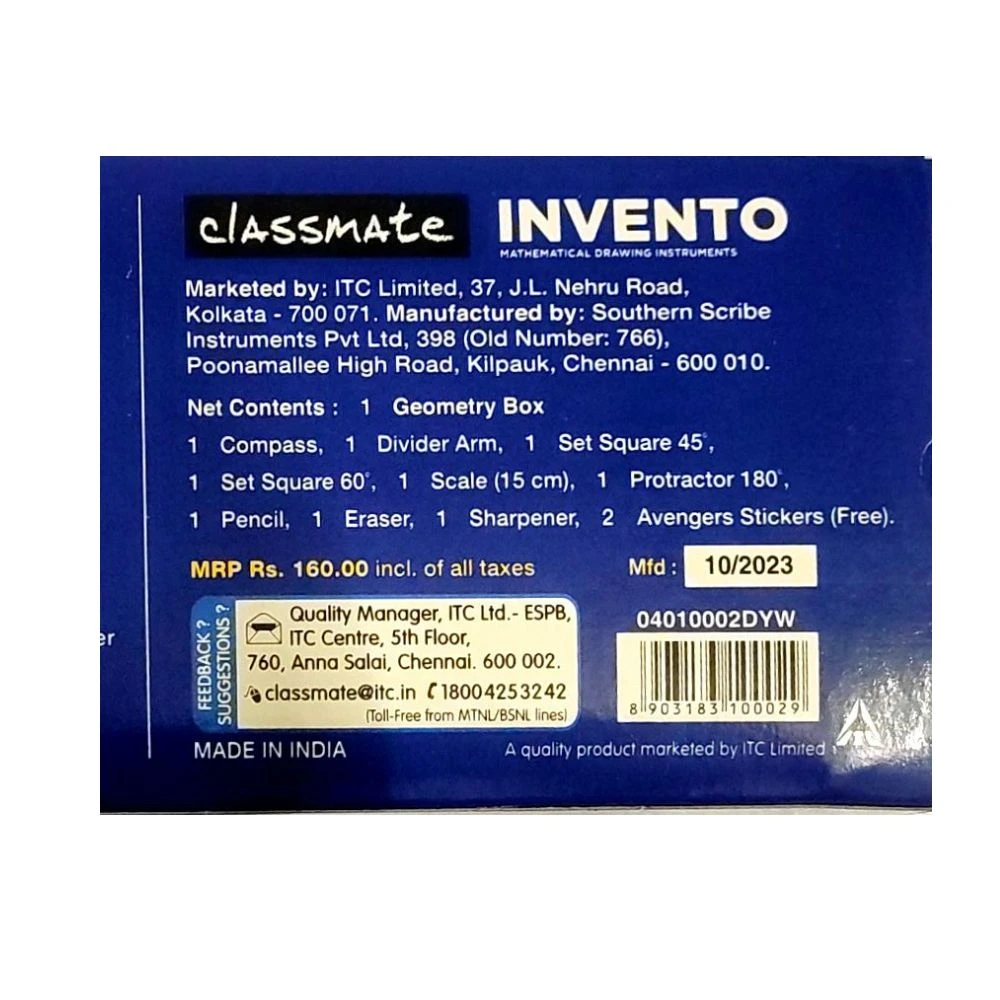 classmate INVENTO
MATHEMATICAL DRAWING INSTRUMENTS
Marketed by: ITC Limited, 37, J.L. Nehru Road,
Kolkata - 700 071. Manufactured by: Southern Scribe
Instruments Pvt Ltd, 398 (Old Number: 766),
Poonamallee High Road, Kilpauk, Chennai - 600 010.
Net Contents : 1 Geometry Box
1 Compass, 1 Divider Arm, 1 Set Square 45°,
1 Set Square 60°, 1 Scale (15 cm), 1 Protractor 180°,
1 Pencil, 1 Eraser, 1 Sharpener, 2 Avengers Stickers (Free).
MRP Rs. 160.00 incl. of all taxes
Mfd : 10/2023
FEEDBACK ?
SUGGESTIONS ?
Quality Manager, ITC Ltd.- ESPB,
ITC Centre, 5th Floor,
760, Anna Salai, Chennai. 600 002.
classmate@itc.in 18004253242
(Toll-Free from MTNL/BSNL lines)
04010002DYW
8 903183 100029
MADE IN INDIA
A quality product marketed by ITC Limited